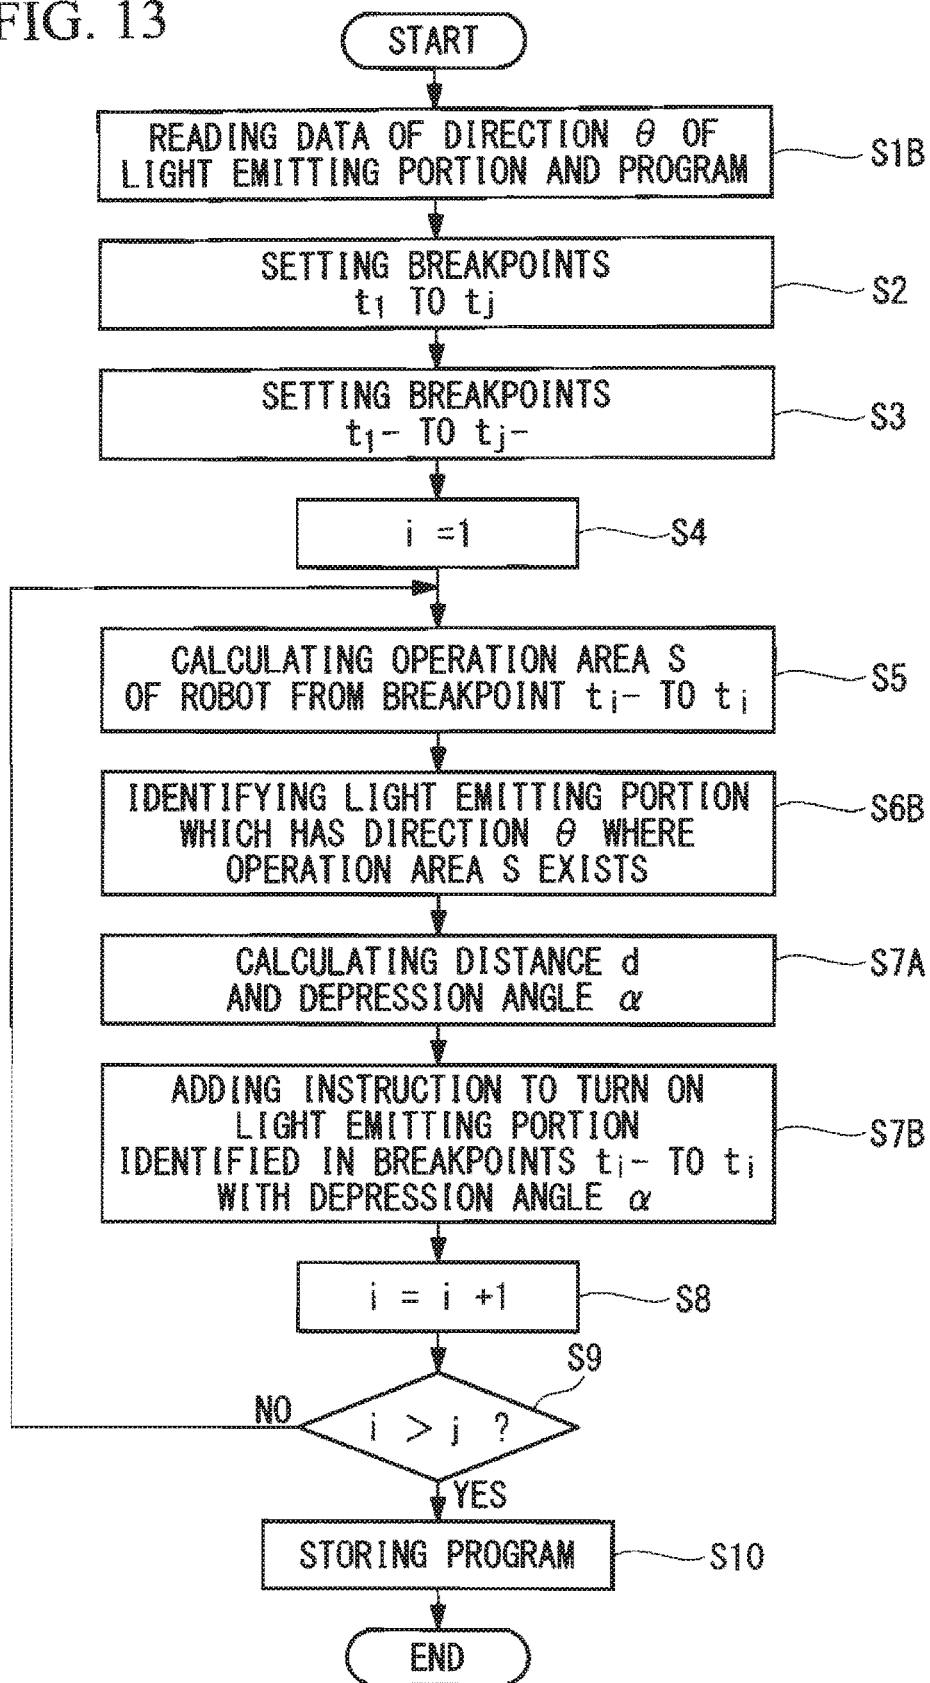 FIG. 13
START
READING DATA OF DIRECTION θ OF
LIGHT EMITTING PORTION AND PROGRAM
S1B
SETTING BREAKPOINTS
t1 TO tj
S2
SETTING BREAKPOINTS
t1- TO tj-
S3
i =1
S4
CALCULATING OPERATION AREA S
OF ROBOT FROM BREAKPOINT ti- TO ti
S5
IDENTIFYING LIGHT EMITTING PORTION
WHICH HAS DIRECTION θ WHERE
OPERATION AREA S EXISTS
S6B
CALCULATING DISTANCE d
AND DEPRESSION ANGLE α
S7A
ADDING INSTRUCTION TO TURN ON
LIGHT EMITTING PORTION
IDENTIFIED IN BREAKPOINTS ti- TO ti
WITH DEPRESSION ANGLE α
S7B
i = i +1
S8
S9
i > j ?
NO
YES
STORING PROGRAM
S10
END